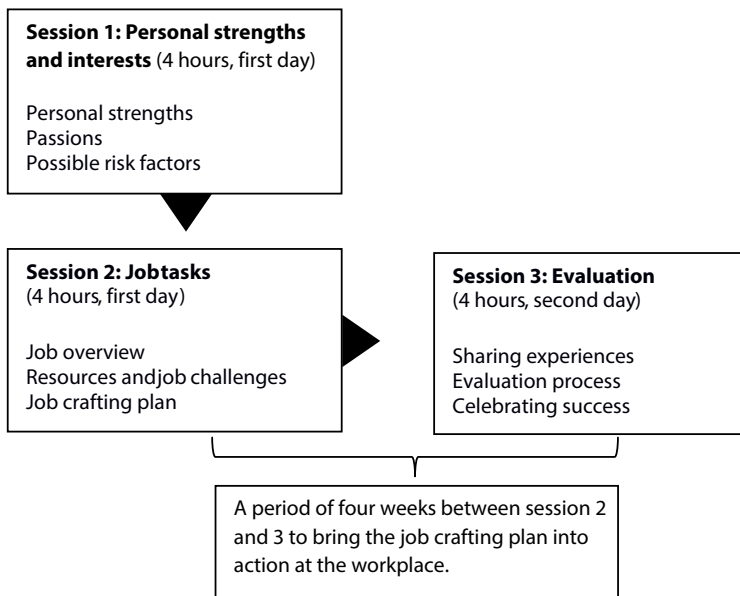 Session 1: Personal strengths
and interests (4 hours, first day)
Personal strengths
Passions
Possible risk factors
Session 2: Jobtasks
(4 hours, first day)
Job overview
Resources andjob challenges
Job crafting plan
Session 3: Evaluation
(4 hours, second day)
Sharing experiences
Evaluation process
Celebrating success
A period of four weeks between session 2
and 3 to bring the job crafting plan into
action at the workplace.